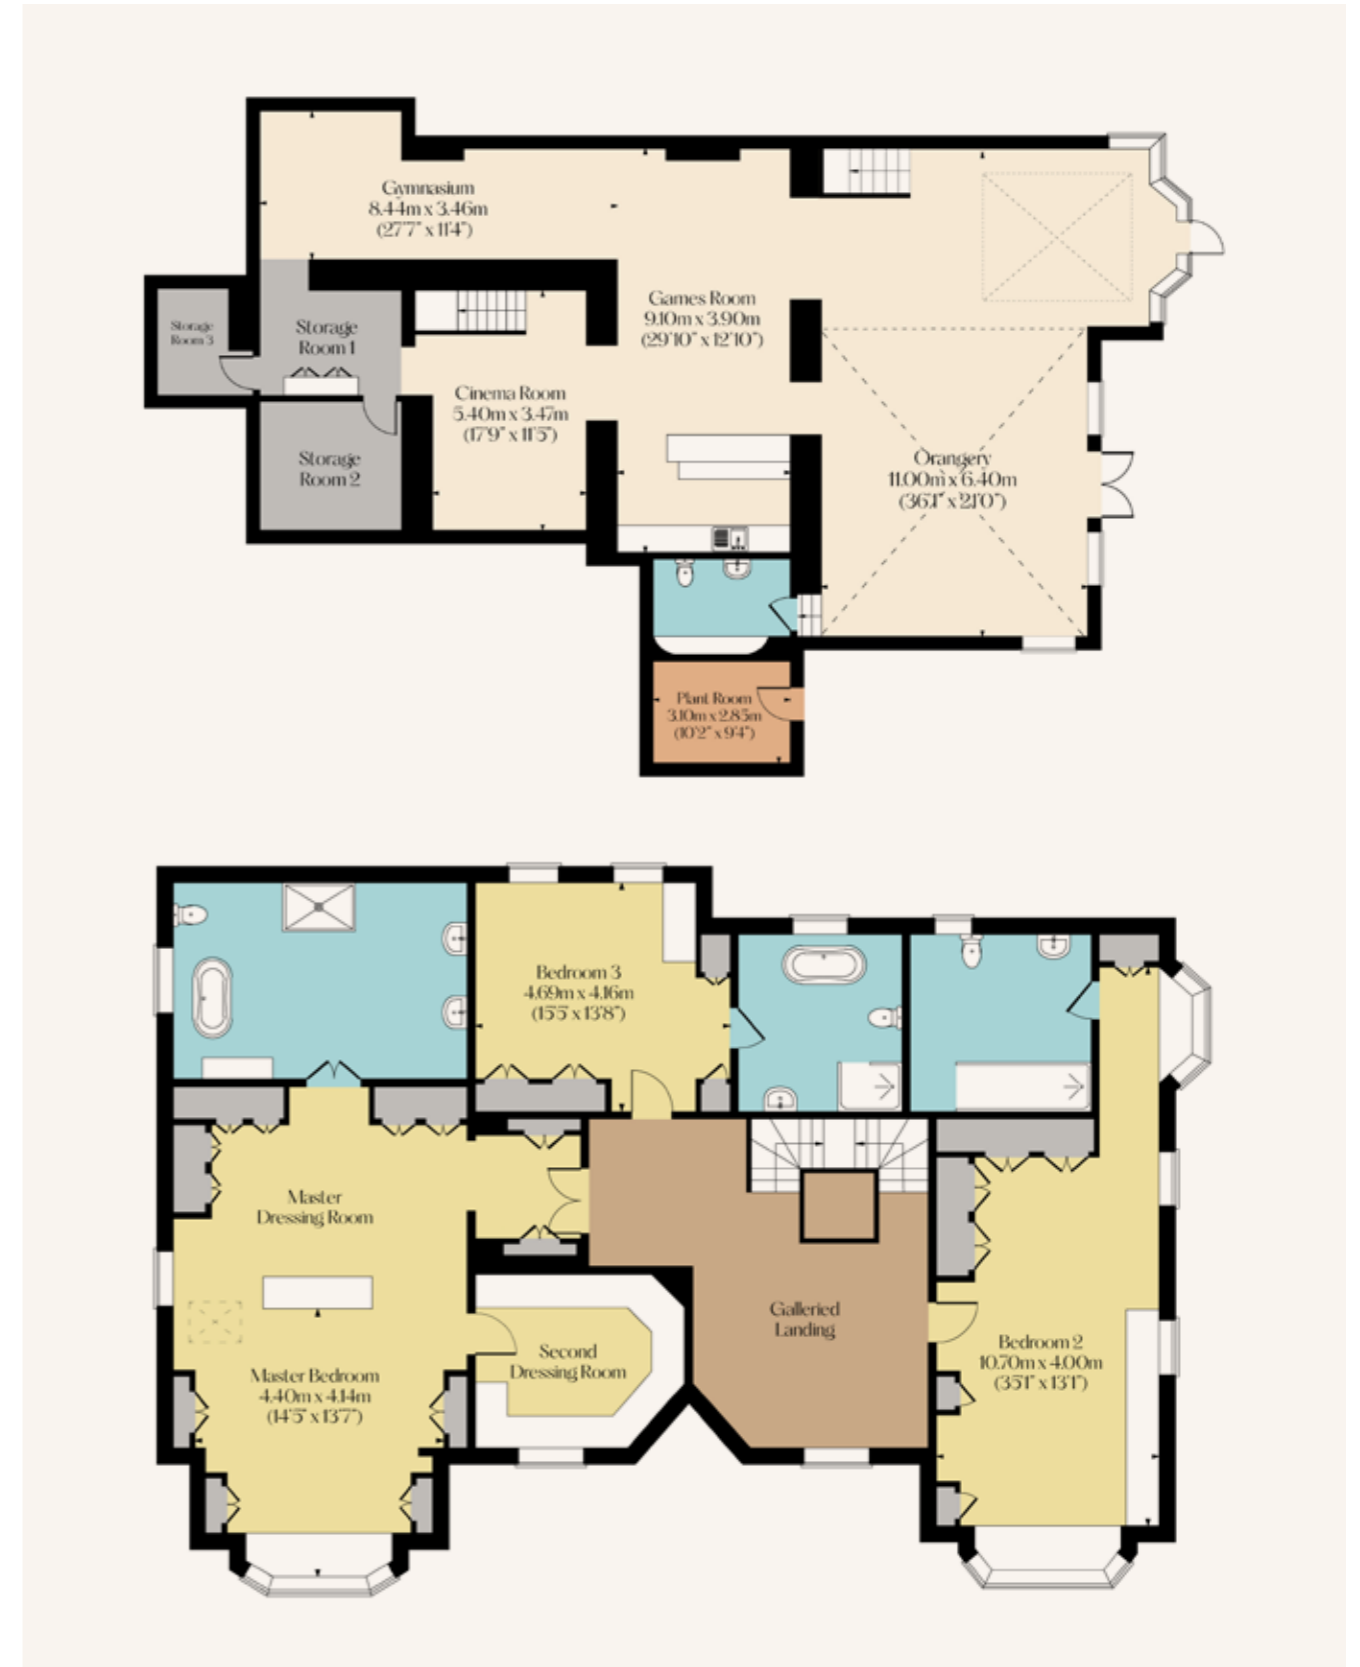 Gymnasium
8.44m x 3.46m
(27'7" x 11'4")
Games Room
9.10m x 3.90m
(29'10" x 12'10")
Storage
Room 3
Storage
Room 1
Cinema Room
5.40m x 3.47m
(17'9" x 11'5")
Storage
Room 2
Orangery
11.00m x 6.40m
(36'1" x 21'0")
Plant Room
3.10m x 2.85m
(10'2" x 9'4")
Bedroom 3
4.69m x 4.16m
(15'5 x 13'8")
Master
Dressing Room
Galleried
Landing
Second
Dressing Room
Bedroom 2
10.70m x 4.00m
(35'1" x 13'1")
Master Bedroom
4.40m x 4.14m
(14'5" x 13'7")